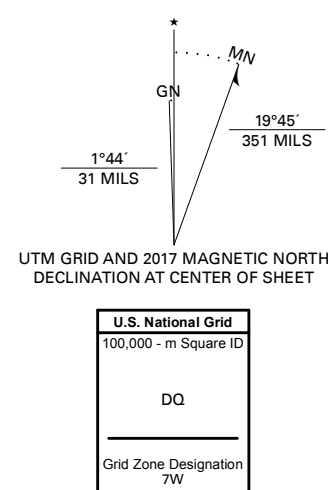 ★
MN
GN
19°45´
351 MILS
1°44´
31 MILS
UTM GRID AND 2017 MAGNETIC NORTH
DECLINATION AT CENTER OF SHEET
U.S. National Grid
100,000 - m Square ID
DQ
Grid Zone Designation
7W